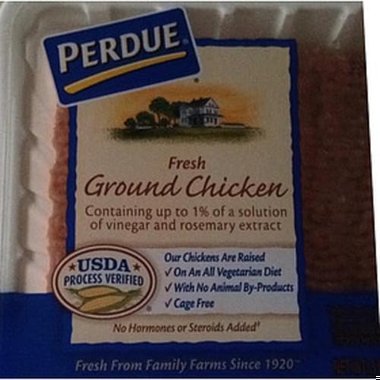 PERDUE®
Fresh
Ground Chicken
Containing up to 1% of a solution
of vinegar and rosemary extract
★USDA★
PROCESS VERIFIED
Our Chickens Are Raised
✓ On An All Vegetarian Diet
✓ With No Animal By-Products
✓ Cage Free
No Hormones or Steroids Added†
Fresh From Family Farms Since 1920™